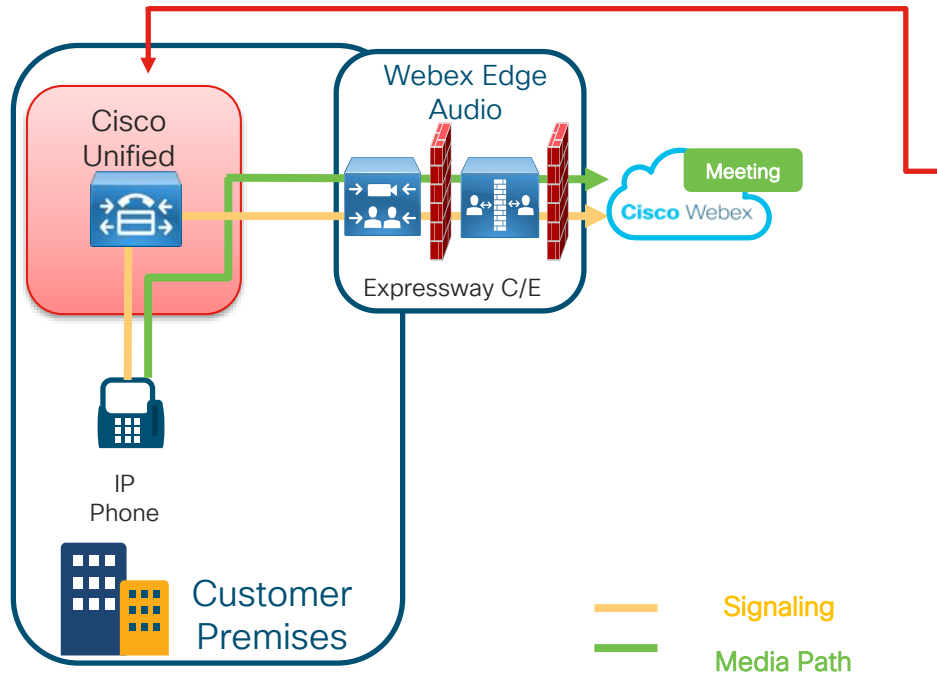 Cisco
Unified
Webex Edge
Audio
Meeting
Cisco Webex
Expressway C/E
IP
Phone
Customer
Premises
Signaling
Media Path